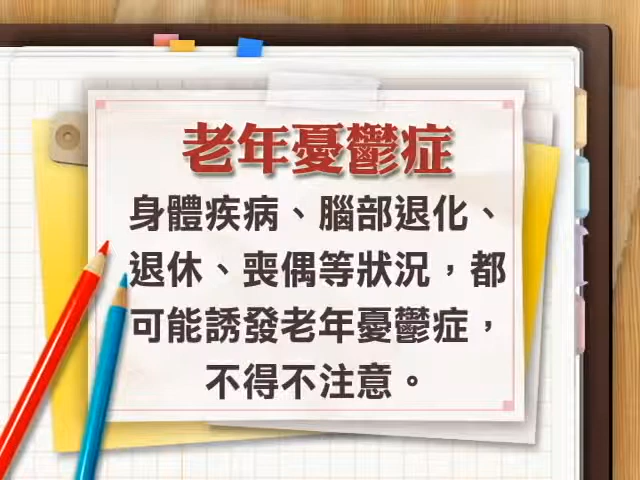 老年憂鬱症
身體疾病、腦部退化、
退休、喪偶等狀況，都
可能誘發老年憂鬱症，
不得不注意。